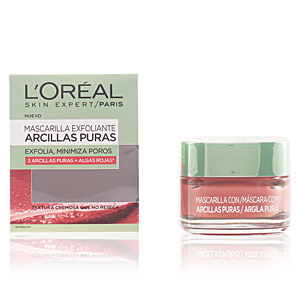 L'ORÉAL
SKIN EXPERT/PARIS
NUEVO
MASCARILLA EXFOLIANTE
ARCILLAS PURAS
EXFOLIA, MINIMIZA POROS
3 ARCILLAS PURAS + ALGAS ROJAS*
TEXTURA CREMOSA QUE NO RESECA
MASCARILLA CON/MÁSCARA COM
ARCILLAS PURAS/ARGILA PURA